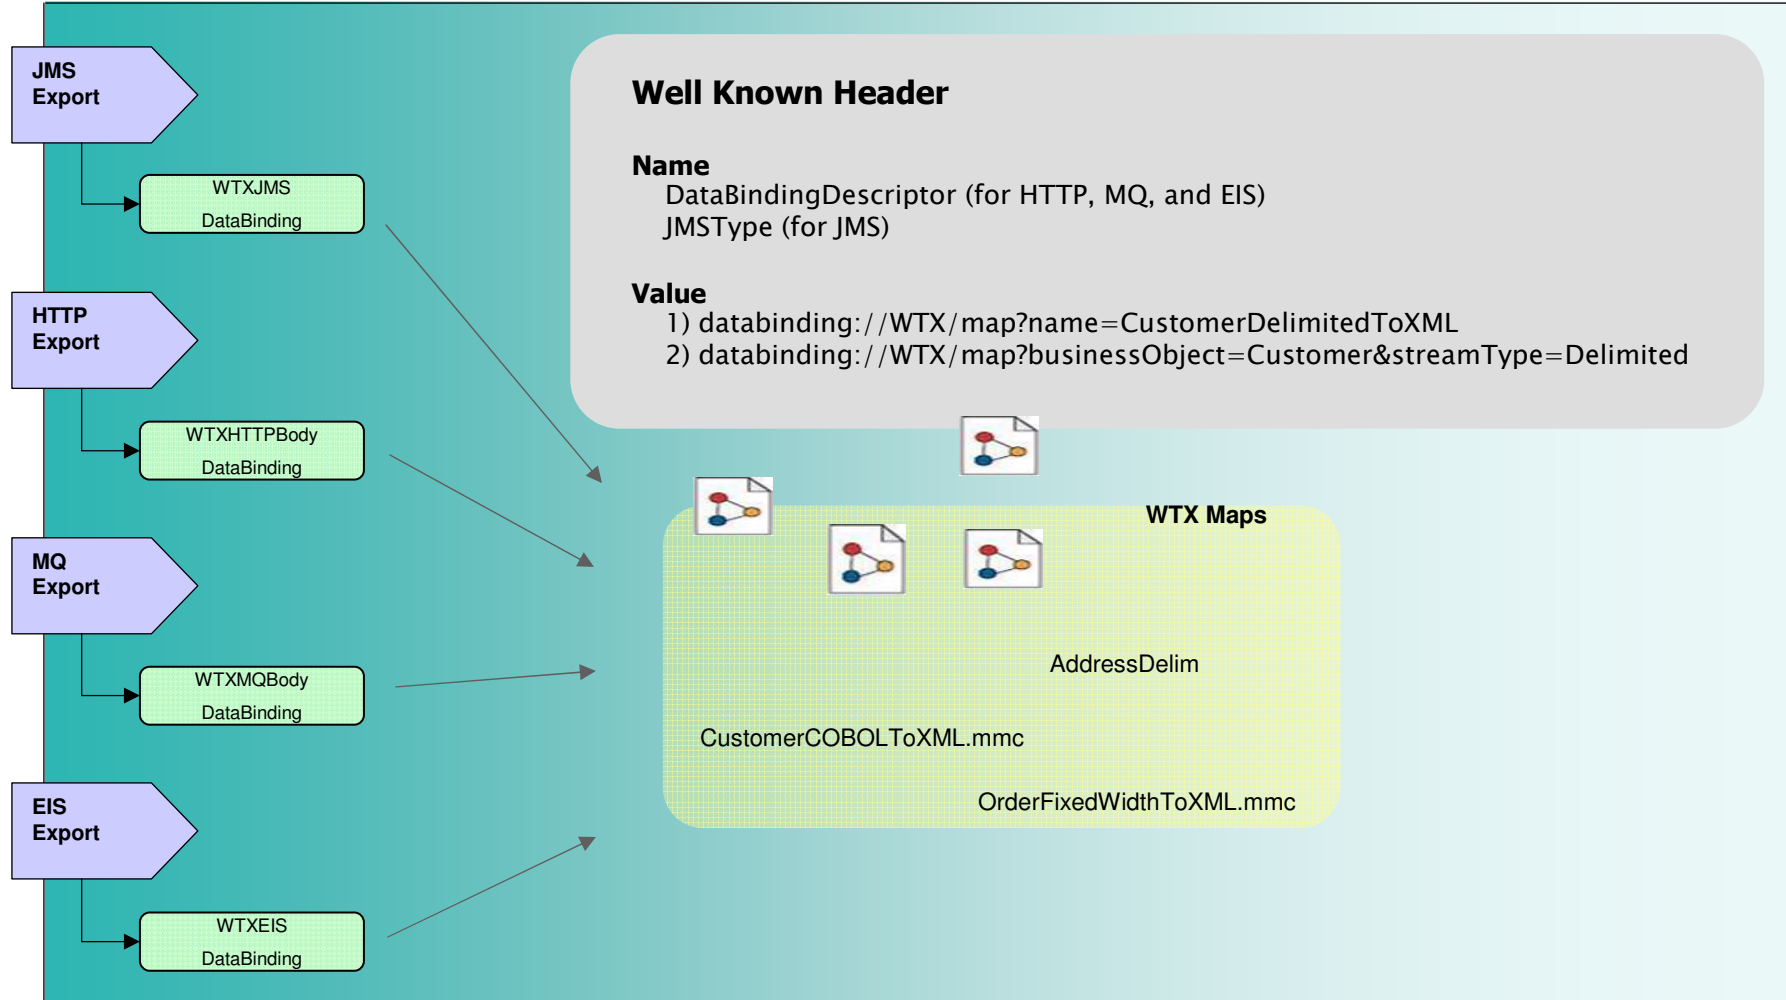 JMS
Export
WTXJMS
DataBinding
HTTP
Export
WTXHTTPBody
DataBinding
MQ
Export
WTXMQBody
DataBinding
EIS
Export
WTXEIS
DataBinding
Well Known Header
Name
DataBindingDescriptor (for HTTP, MQ, and EIS)
JMSType (for JMS)
Value
1) databinding://WTX/map?name=CustomerDelimitedToXML
2) databinding://WTX/map?businessObject=Customer&streamType=Delimited
WTX Maps
AddressDelim
CustomerCOBOLToXML.mmc
OrderFixedWidthToXML.mmc